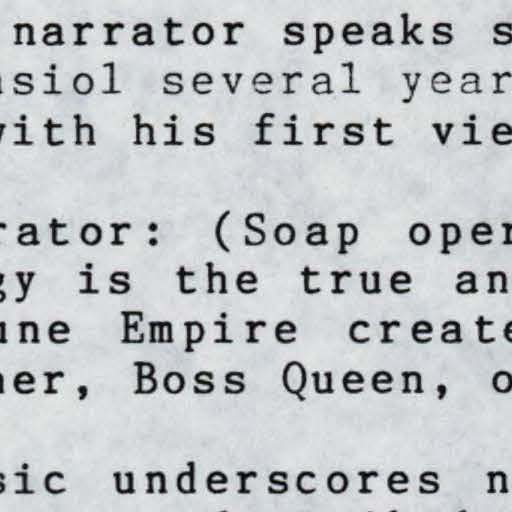 narrator speaks s
siol several year
with his first vie
rator: (Soap oper
gy is the true an
une Empire create
her, Boss Queen, o
sic underscores n